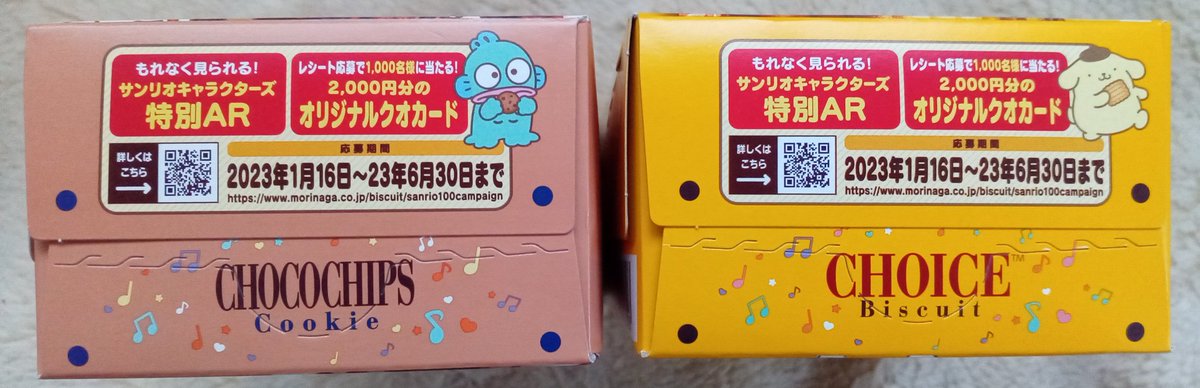 もれなく見られる!
サンリオキャラクターズ
特別AR
レシート応募で1,000名様に当たる!
2,000円分の
オリジナルクオカード
詳しくは
こちら
応募期間
2023年1月16日～23年6月30日まで
https://www.morinaga.co.jp/biscuit/sanrio100campaign
CHOCOCHIPS
Cookie
もれなく見られる!
サンリオキャラクターズ
特別AR
レシート応募で1,000名様に当たる!
2,000円分の
オリジナルクオカード
詳しくは
こちら
応募期間
2023年1月16日～23年6月30日まで
https://www.morinaga.co.jp/biscuit/sanrio100campaign
CHOICE™
Biscuit